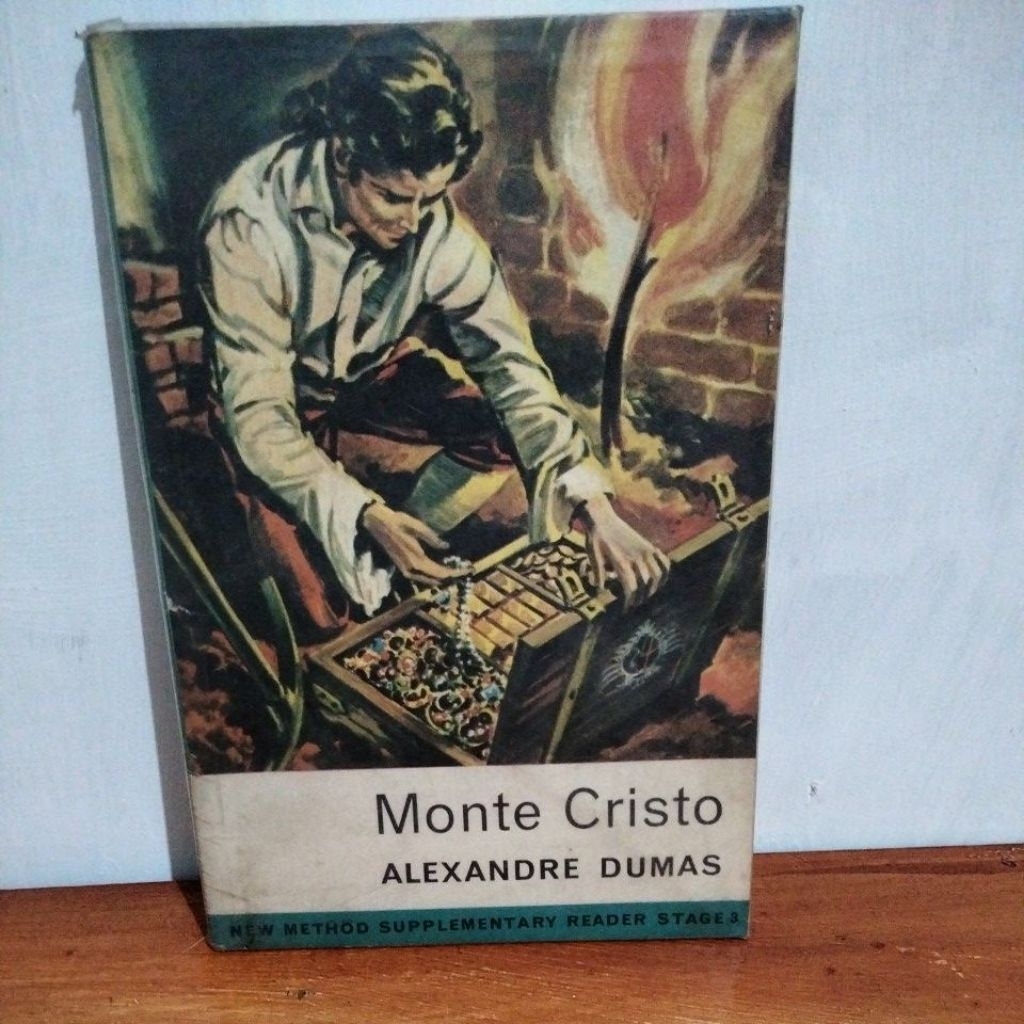 Monte Cristo
ALEXANDRE DUMAS
NEW METHOD SUPPLEMENTARY READER STAGE 3